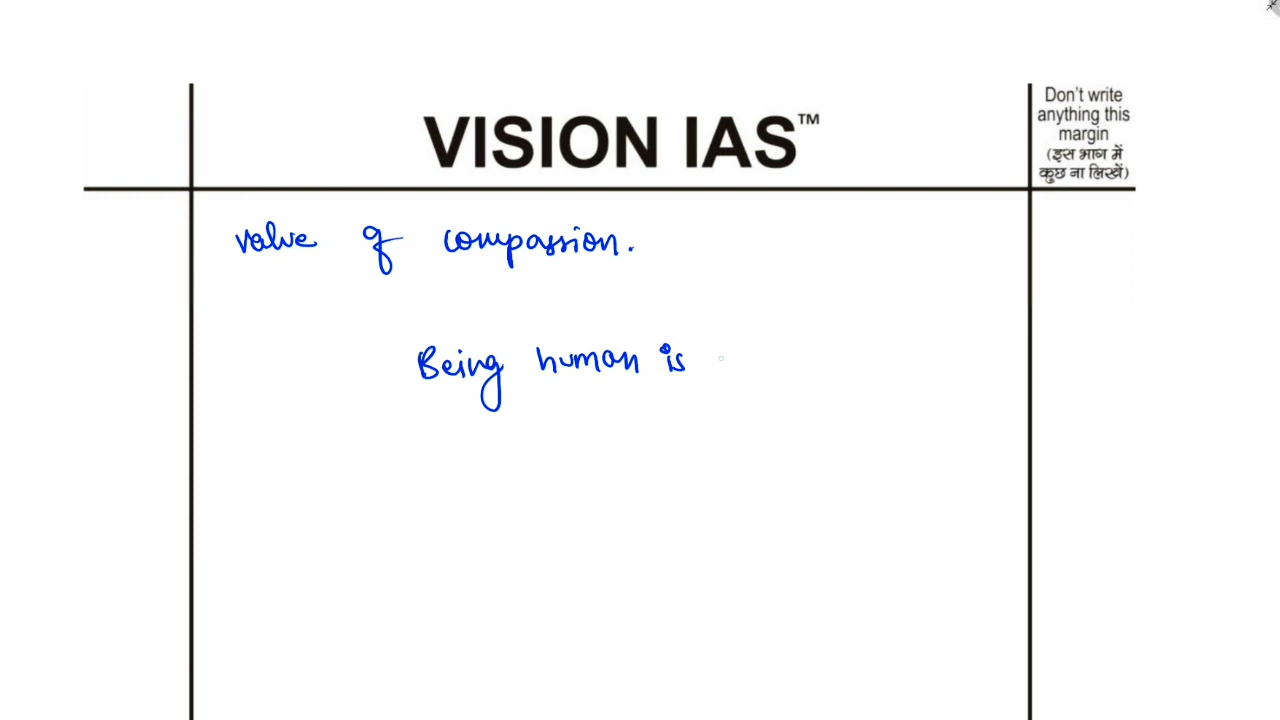 Don't write
anything this
margin
(इस भाग में
कुछ ना लिखें)
VISION IAS™
value of compassion.
Being human is